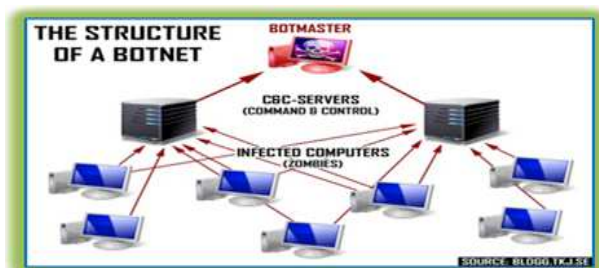 THE STRUCTURE
OF A BOTNET
BOTMASTER
C&C-SERVERS
(COMMAND & CONTROL)
INFECTED COMPUTERS
(ZOMBIES)
SOURCE: BLOGG.TKJ.SE